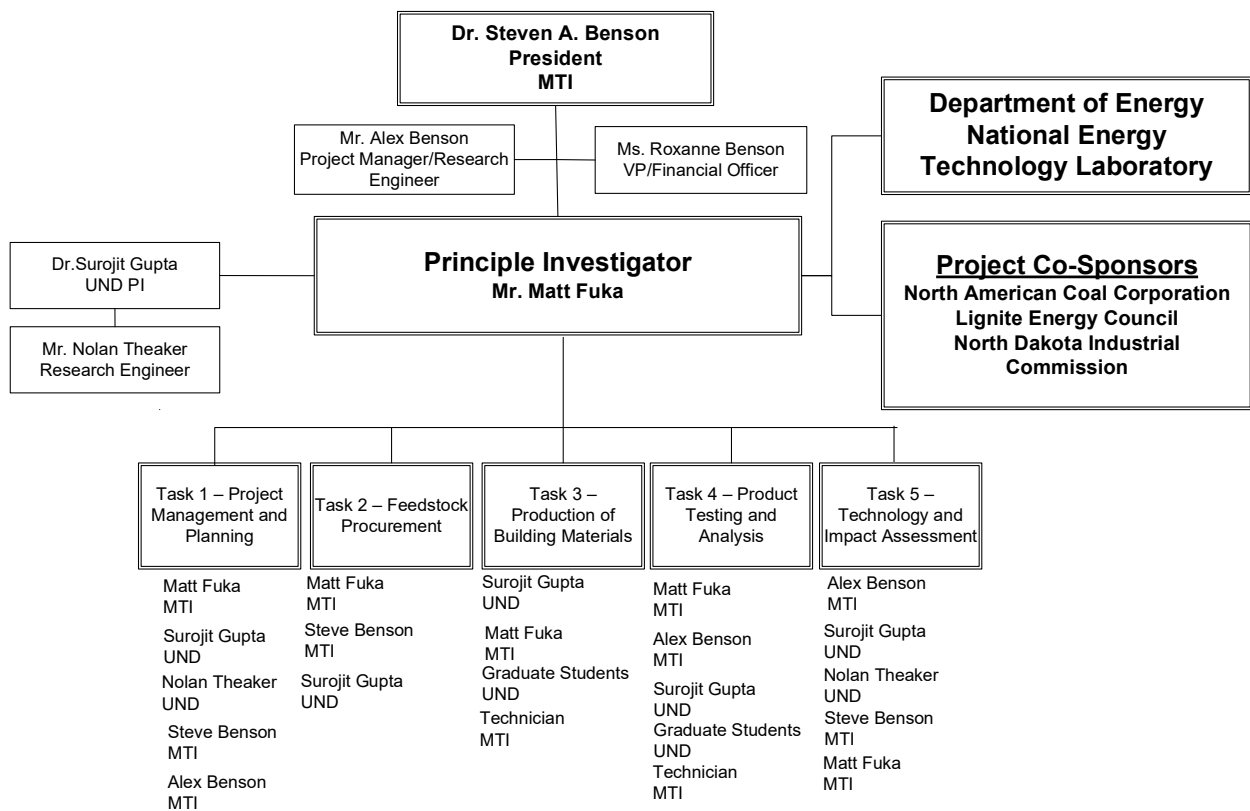 Dr. Steven A. Benson
President
MTI
Mr. Alex Benson
Project Manager/Research
Engineer
Ms. Roxanne Benson
VP/Financial Officer
Department of Energy
National Energy
Technology Laboratory
Dr.Surojit Gupta
UND PI
Principle Investigator
Mr. Matt Fuka
Project Co-Sponsors
North American Coal Corporation
Lignite Energy Council
North Dakota Industrial
Commission
Mr. Nolan Theaker
Research Engineer
Task 1 – Project
Management and
Planning
Task 2 – Feedstock
Procurement
Task 3 –
Production of
Building Materials
Task 4 – Product
Testing and
Analysis
Task 5 –
Technology and
Impact Assessment
Matt Fuka
MTI
Surojit Gupta
UND
Nolan Theaker
UND
Steve Benson
MTI
Alex Benson
MTI
Matt Fuka
MTI
Steve Benson
MTI
Surojit Gupta
UND
Surojit Gupta
UND
Matt Fuka
MTI
Graduate Students
UND
Technician
MTI
Matt Fuka
MTI
Alex Benson
MTI
Surojit Gupta
UND
Graduate Students
UND
Technician
MTI
Alex Benson
MTI
Surojit Gupta
UND
Nolan Theaker
UND
Steve Benson
MTI
Matt Fuka
MTI